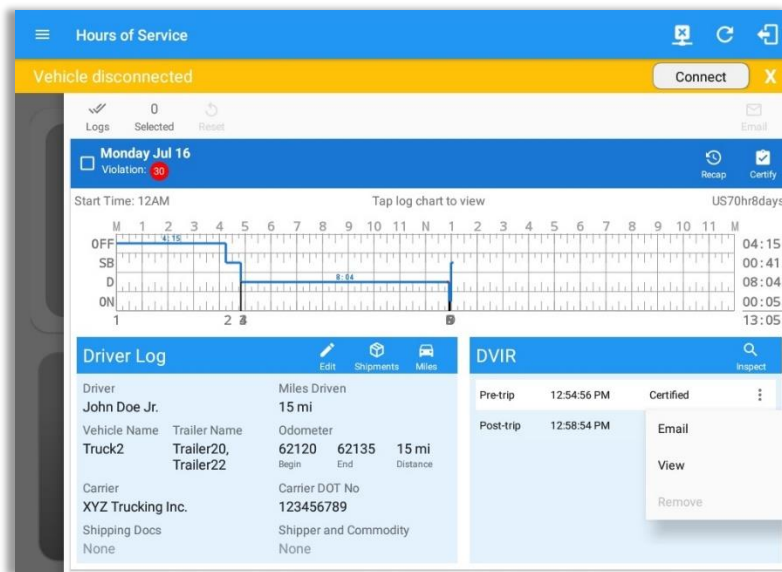 Hours of Service
Vehicle disconnected
Connect
X
Logs
0
Selected
Reset
Email
Monday Jul 16
Violation: 30
Recap
Certify
Start Time: 12AM
Tap log chart to view
US70hr8days
M 1 2 3 4 5 6 7 8 9 10 11 N 1 2 3 4 5 6 7 8 9 10 11 M
OFF 4:15 04:15
SB 00:41
D 8:04 08:04
ON 00:05
1 2 13:05
Driver Log
Edit
Shipments
Miles
Driver
John Doe Jr.
Miles Driven
15 mi
Vehicle Name
Truck2
Trailer Name
Trailer20,
Trailer22
Odometer
62120 62135 15 mi
Begin End Distance
Carrier
XYZ Trucking Inc.
Carrier DOT No
123456789
Shipping Docs
None
Shipper and Commodity
None
DVIR
Inspect
Pre-trip 12:54:56 PM Certified
Post-trip 12:58:54 PM
Email
View
Remove